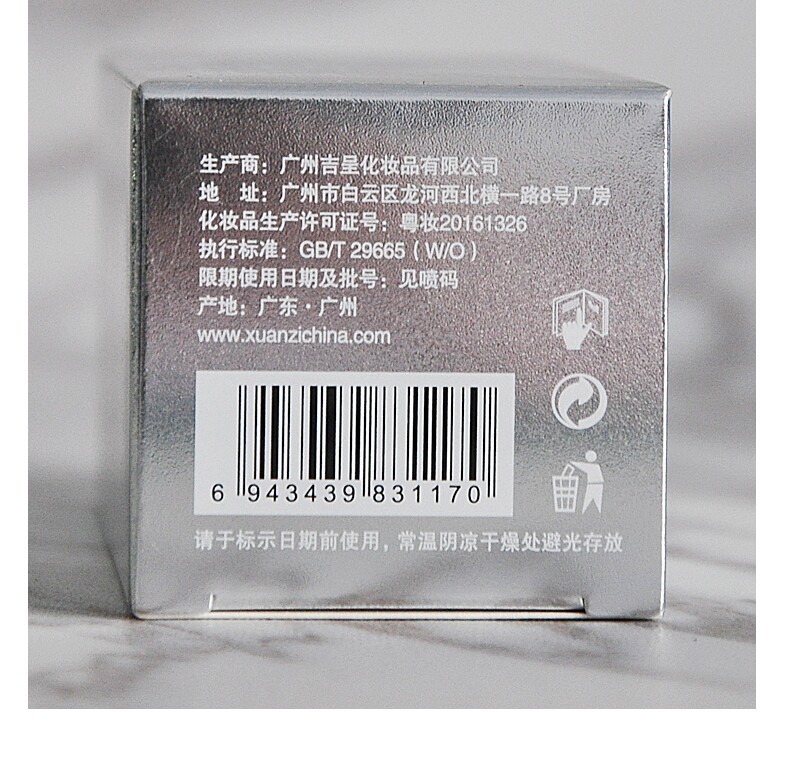 生产商：广州吉呈化妆品有限公司
地　址：广州市白云区龙河西北横一路8号厂房
化妆品生产许可证号：粤妆20161326
执行标准：GB/T 29665（W/O）
限期使用日期及批号：见喷码
产地：广东·广州
www.xuanzichina.com
6 943439 831170
请于标示日期前使用，常温阴凉干燥处避光存放